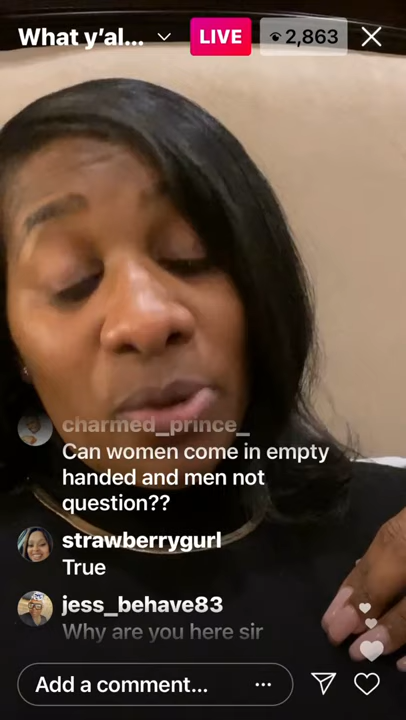 What y’al...
LIVE
2,863
charmed_prince_
Can women come in empty
handed and men not
question??
strawberrygurl
True
jess_behave83
Why are you here sir
Add a comment...